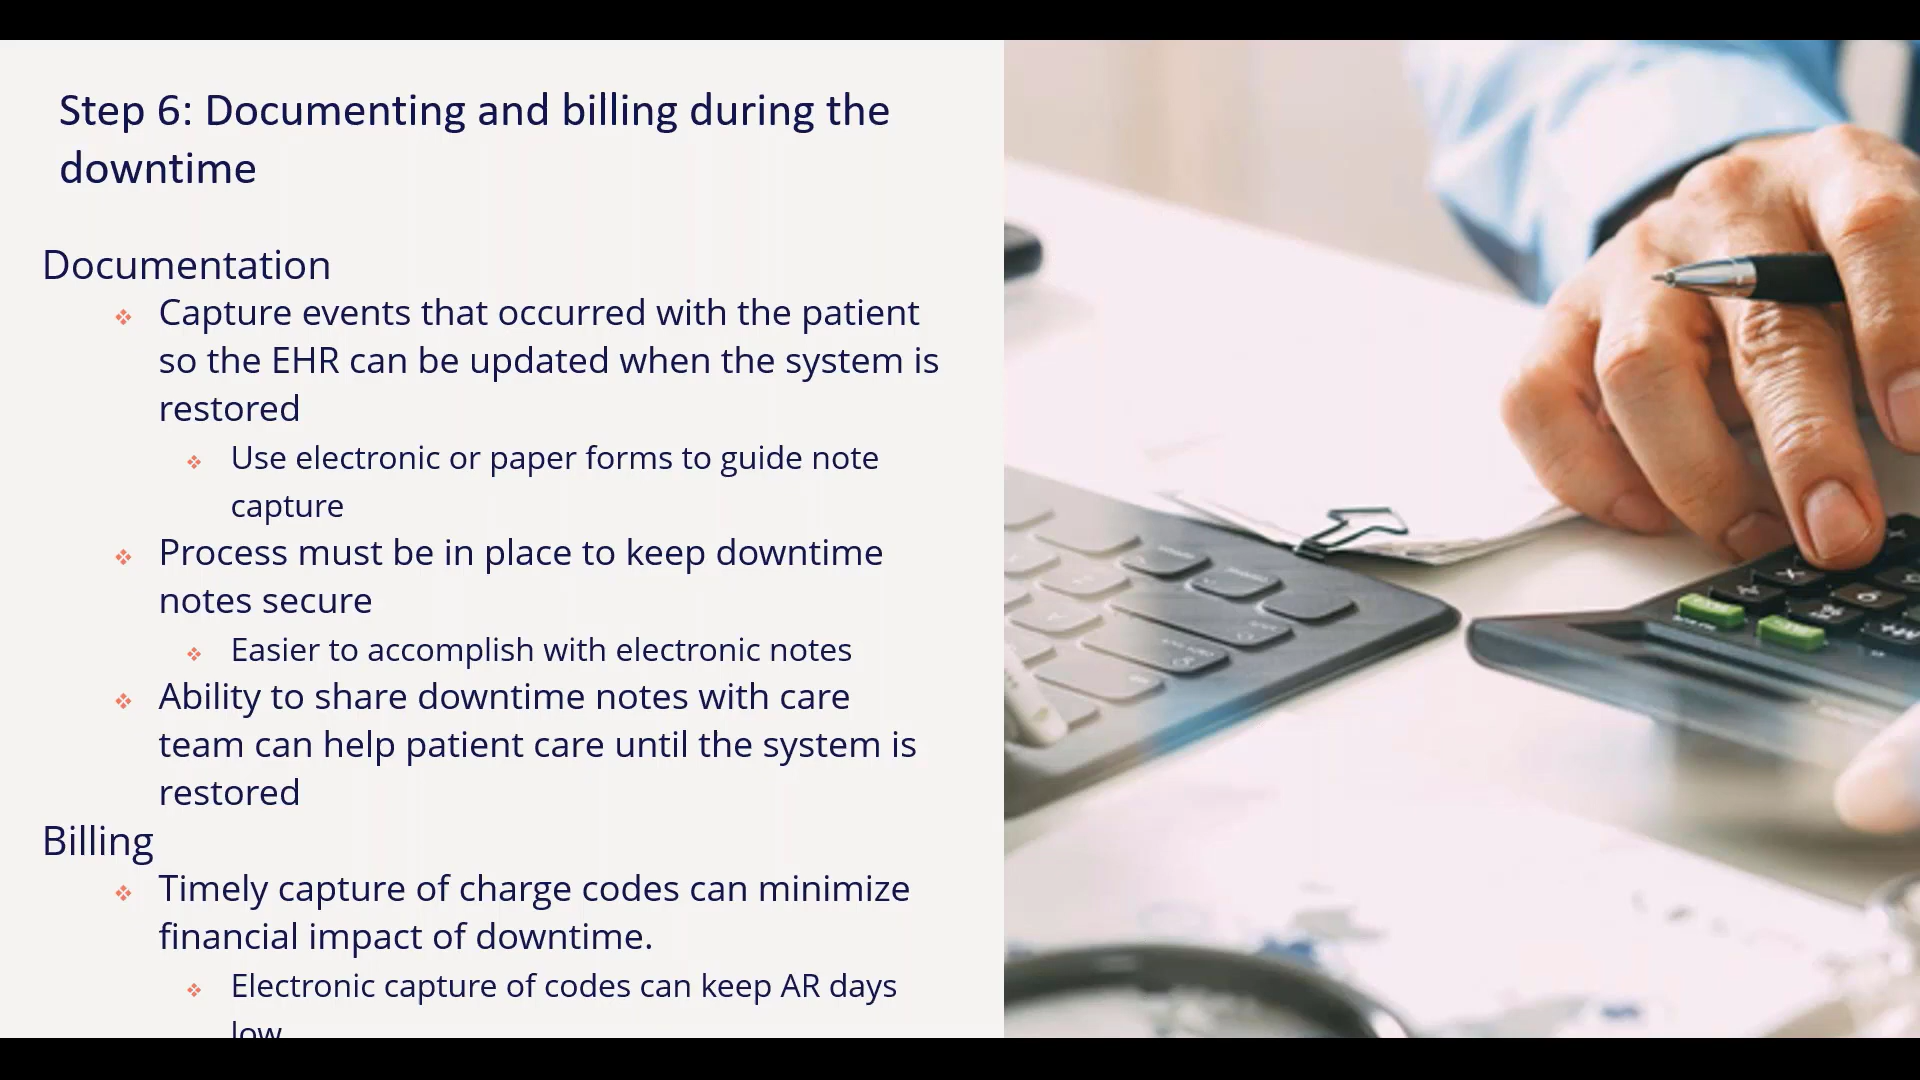 Step 6: Documenting and billing during the
downtime
Documentation
Capture events that occurred with the patient
so the EHR can be updated when the system is
restored
Use electronic or paper forms to guide note
capture
Process must be in place to keep downtime
notes secure
Easier to accomplish with electronic notes
Ability to share downtime notes with care
team can help patient care until the system is
restored
Billing
Timely capture of charge codes can minimize
financial impact of downtime.
Electronic capture of codes can keep AR days
low